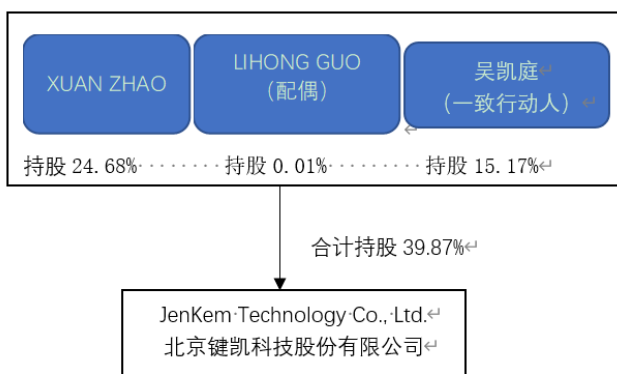 XUAN ZHAO
LIHONG GUO
（配偶）
吴凯庭
（一致行动人）
持股 24.68%········持股 0.01%·········持股 15.17%
合计持股 39.87%
JenKem·Technology·Co.,·Ltd.
北京键凯科技股份有限公司